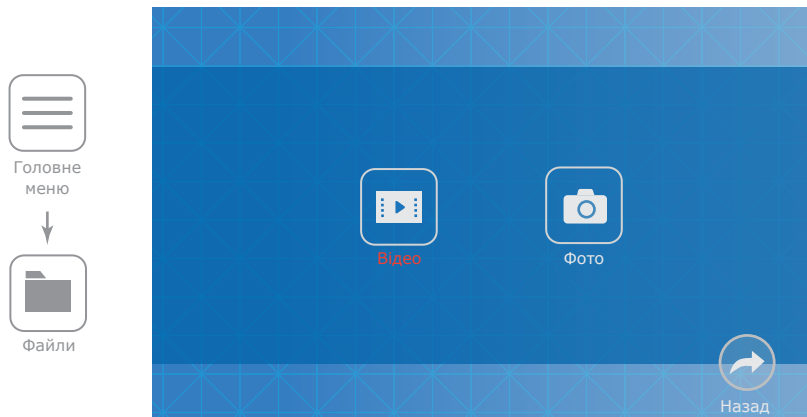 Головне
меню
Файли
Відео
Фото
Назад